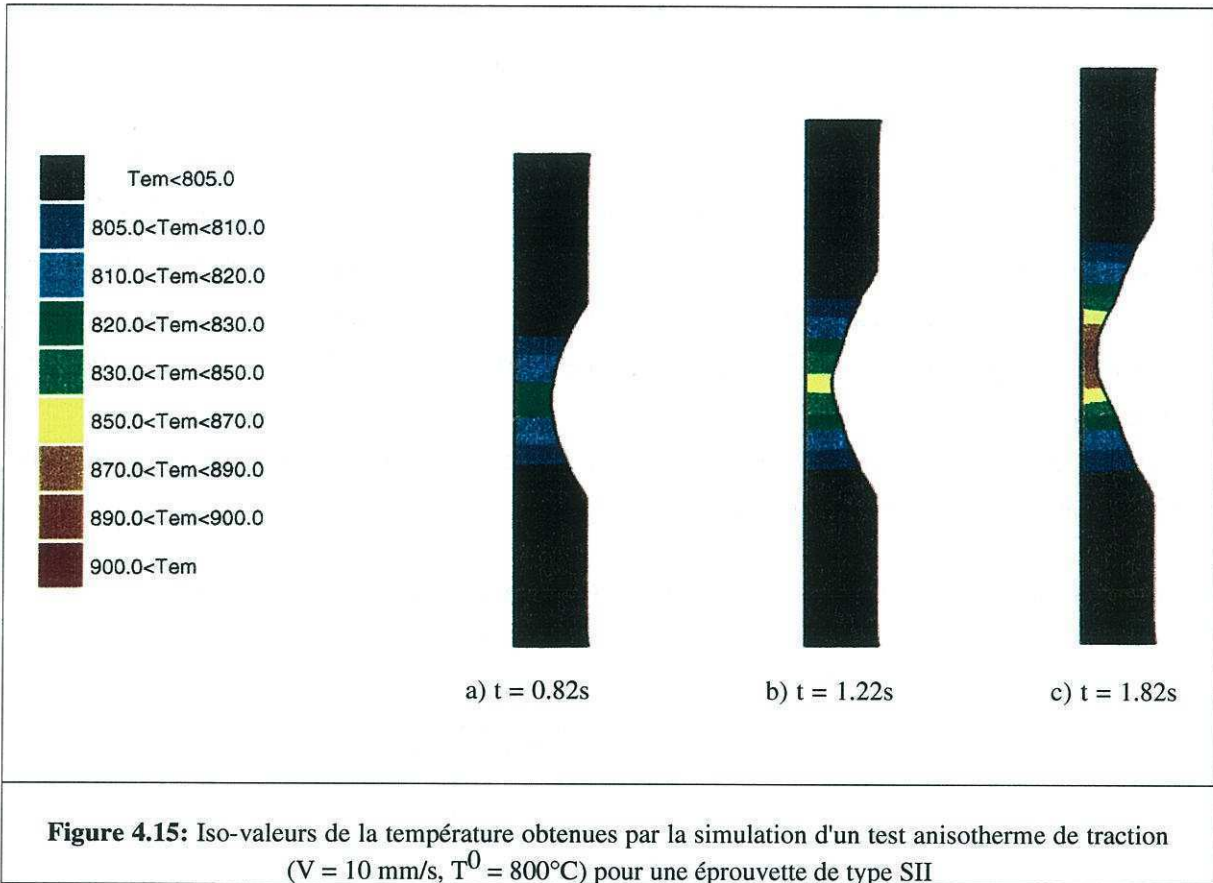 Tem<805.0
805.0<Tem<810.0
810.0<Tem<820.0
820.0<Tem<830.0
830.0<Tem<850.0
850.0<Tem<870.0
870.0<Tem<890.0
890.0<Tem<900.0
900.0<Tem
a) t = 0.82s
b) t = 1.22s
c) t = 1.82s
Figure 4.15: Iso-valeurs de la température obtenues par la simulation d'un test anisotherme de traction
(V = 10 mm/s, T⁰ = 800°C) pour une éprouvette de type SII